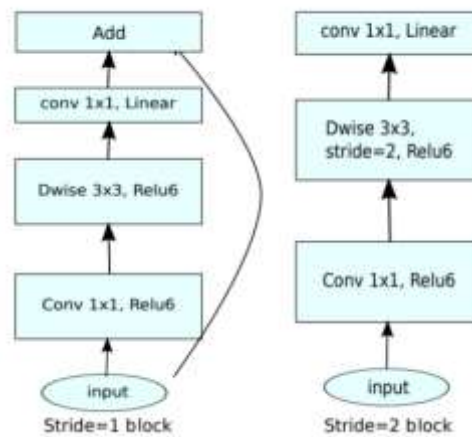 Add
conv 1x1, Linear
Dwise 3x3, Relu6
Conv 1x1, Relu6
input
Stride=1 block
conv 1x1, Linear
Dwise 3x3,
stride=2, Relu6
Conv 1x1, Relu6
input
Stride=2 block